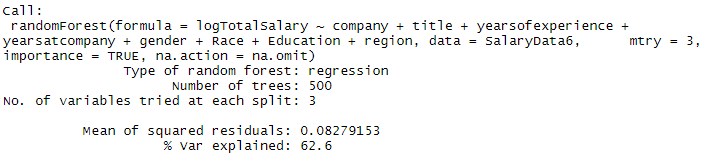 Call:
 randomForest(formula = logTotalSalary ~ company + title + yearsofexperience +
yearsatcompany + gender + Race + Education + region, data = SalaryData6,      mtry = 3,
importance = TRUE, na.action = na.omit)
               Type of random forest: regression
                     Number of trees: 500
No. of variables tried at each split: 3

          Mean of squared residuals: 0.08279153
                    % Var explained: 62.6